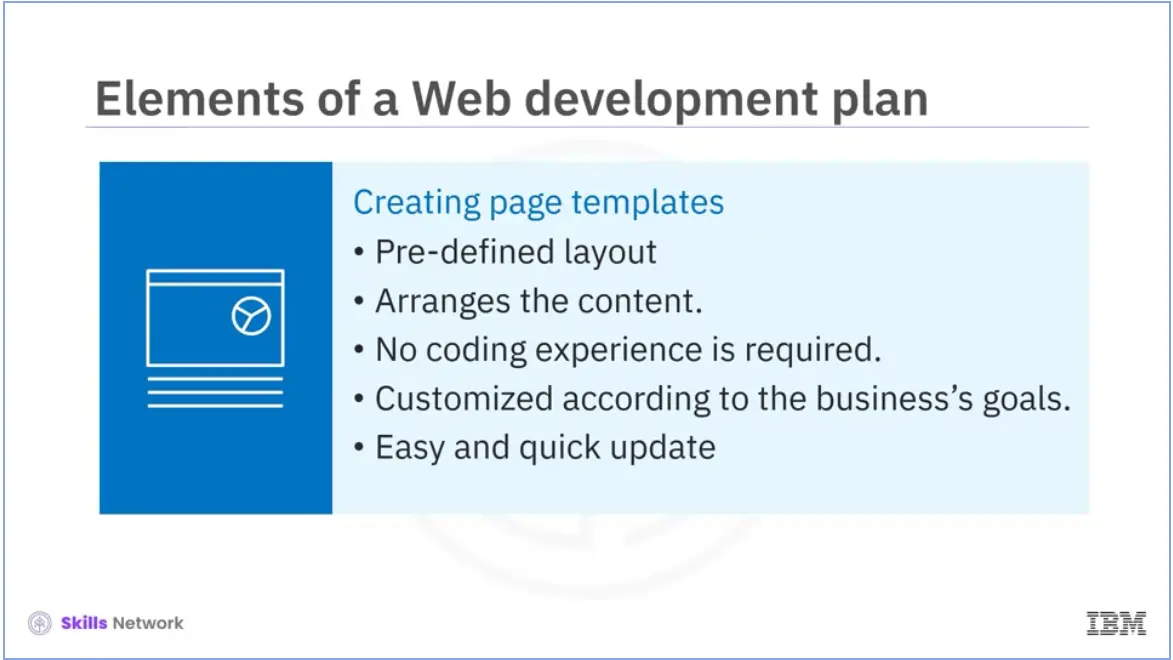 Elements of a Web development plan
Creating page templates
• Pre-defined layout
• Arranges the content.
• No coding experience is required.
• Customized according to the business’s goals.
• Easy and quick update
Skills Network
IBM